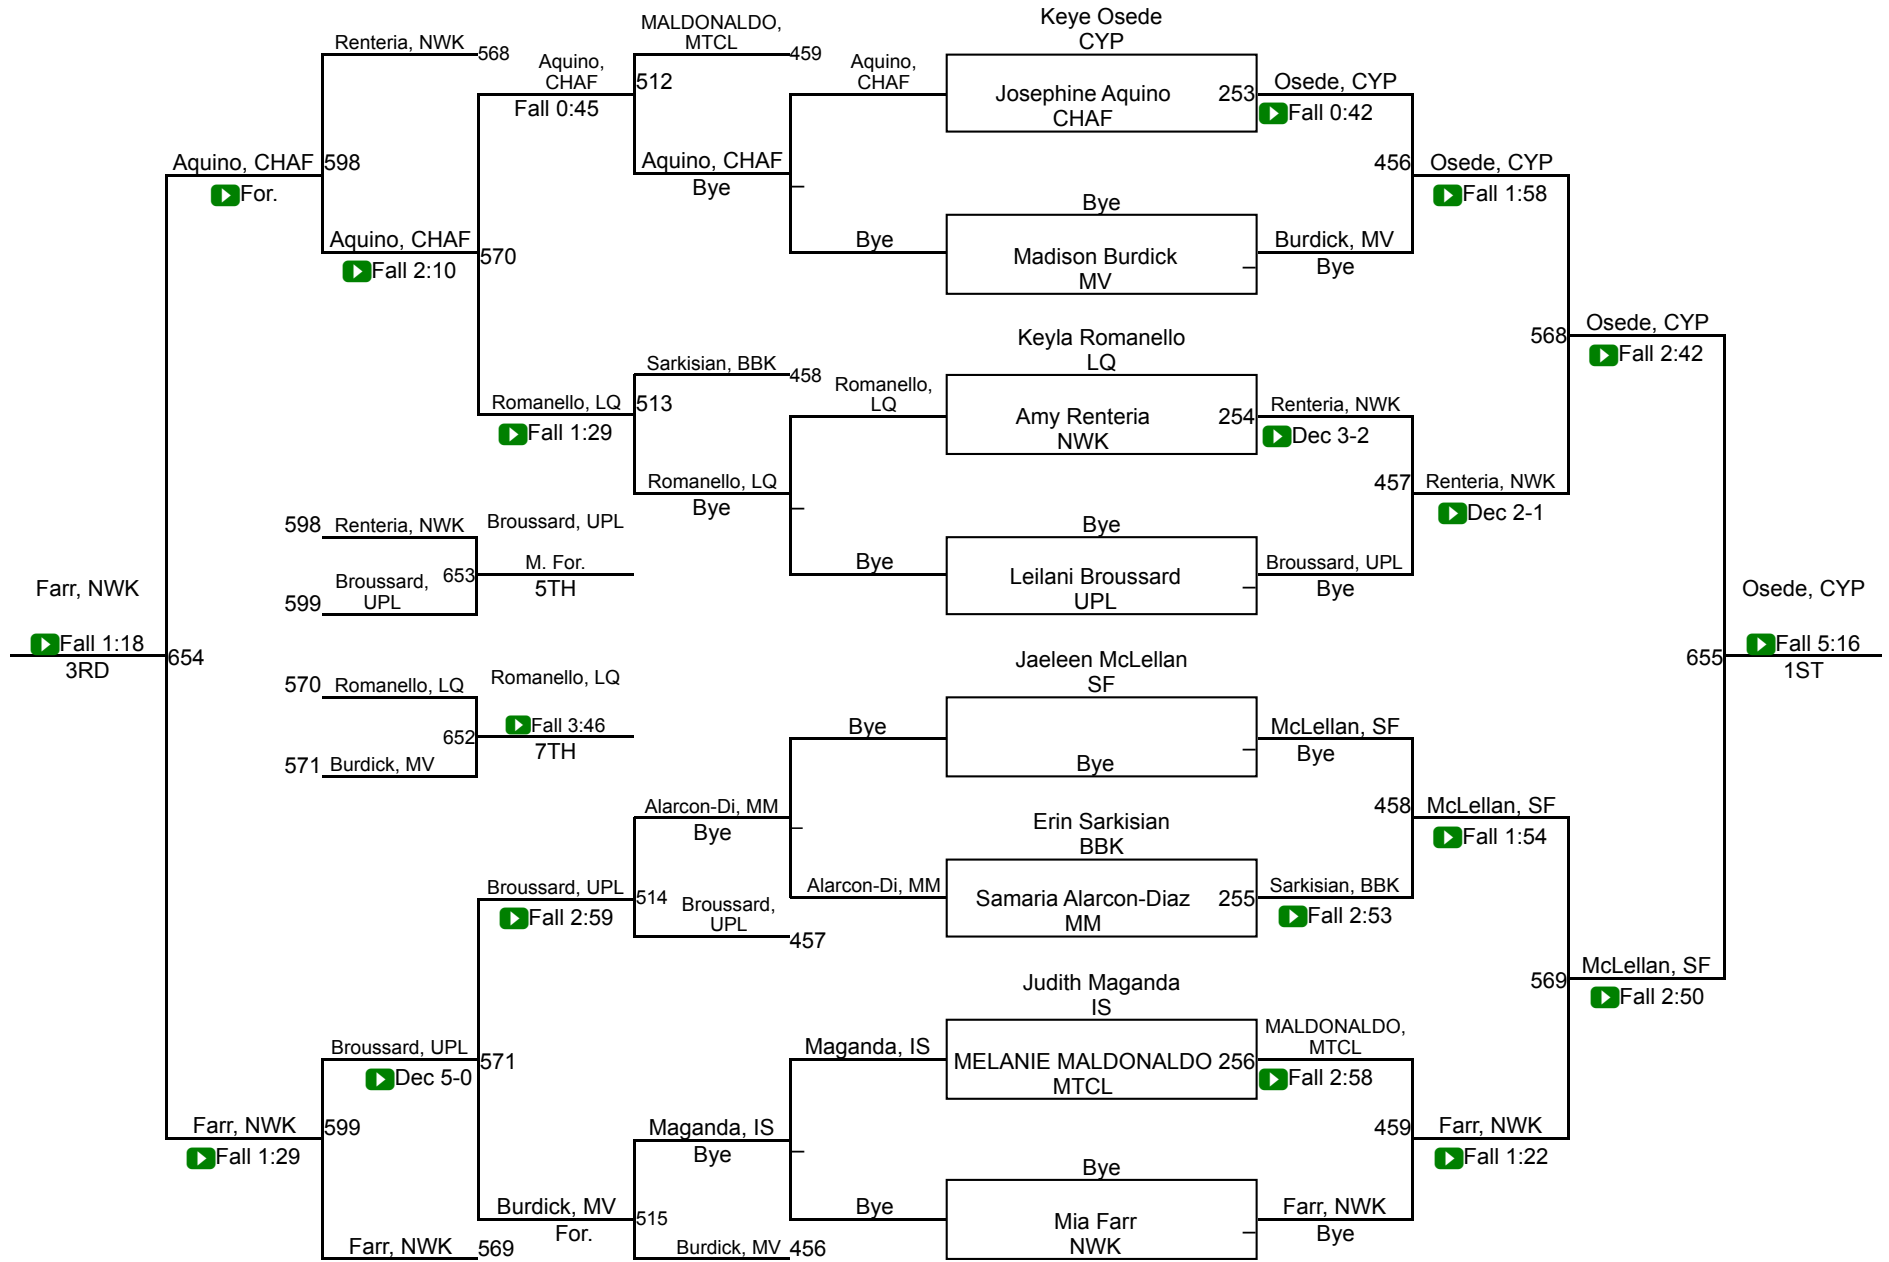 Keye Osede
CYP
MALDONALDO,
MTCL
459
Renteria, NWK
568
Aquino,
CHAF
Fall 0:45
512
Aquino,
CHAF
Josephine Aquino
CHAF
253
Osede, CYP
Fall 0:42
Aquino, CHAF
For.
598
Aquino, CHAF
Bye
456
Osede, CYP
Fall 1:58
Bye
Aquino, CHAF
Fall 2:10
570
Bye
Madison Burdick
MV
Burdick, MV
Bye
Keyla Romanello
LQ
568
Osede, CYP
Fall 2:42
Sarkisian, BBK
458
Romanello, LQ
Fall 1:29
513
Romanello,
LQ
Amy Renteria
NWK
254
Renteria, NWK
Dec 3-2
Romanello, LQ
Bye
457
Renteria, NWK
Dec 2-1
598
Renteria, NWK
Broussard, UPL
Bye
599
Broussard,
UPL
653
M. For.
5TH
Bye
Leilani Broussard
UPL
Broussard, UPL
Bye
Farr, NWK
Fall 1:18
3RD
654
Osede, CYP
Fall 5:16
1ST
655
Jaeleen McLellan
SF
570
Romanello, LQ
Romanello, LQ
571
Burdick, MV
652
Fall 3:46
7TH
Bye
Bye
McLellan, SF
Bye
Alarcon-Di, MM
Bye
Erin Sarkisian
BBK
458
McLellan, SF
Fall 1:54
Broussard, UPL
Fall 2:59
514
Broussard,
UPL
457
Alarcon-Di, MM
Samaria Alarcon-Diaz
MM
255
Sarkisian, BBK
Fall 2:53
Judith Maganda
IS
569
McLellan, SF
Fall 2:50
Broussard, UPL
Dec 5-0
571
Maganda, IS
MELANIE MALDONALDO
MTCL
256
MALDONALDO,
MTCL
Fall 2:58
Farr, NWK
Fall 1:29
599
Maganda, IS
Bye
459
Farr, NWK
Fall 1:22
Bye
Burdick, MV
For.
515
Bye
Mia Farr
NWK
Farr, NWK
Bye
Farr, NWK
569
Burdick, MV
456